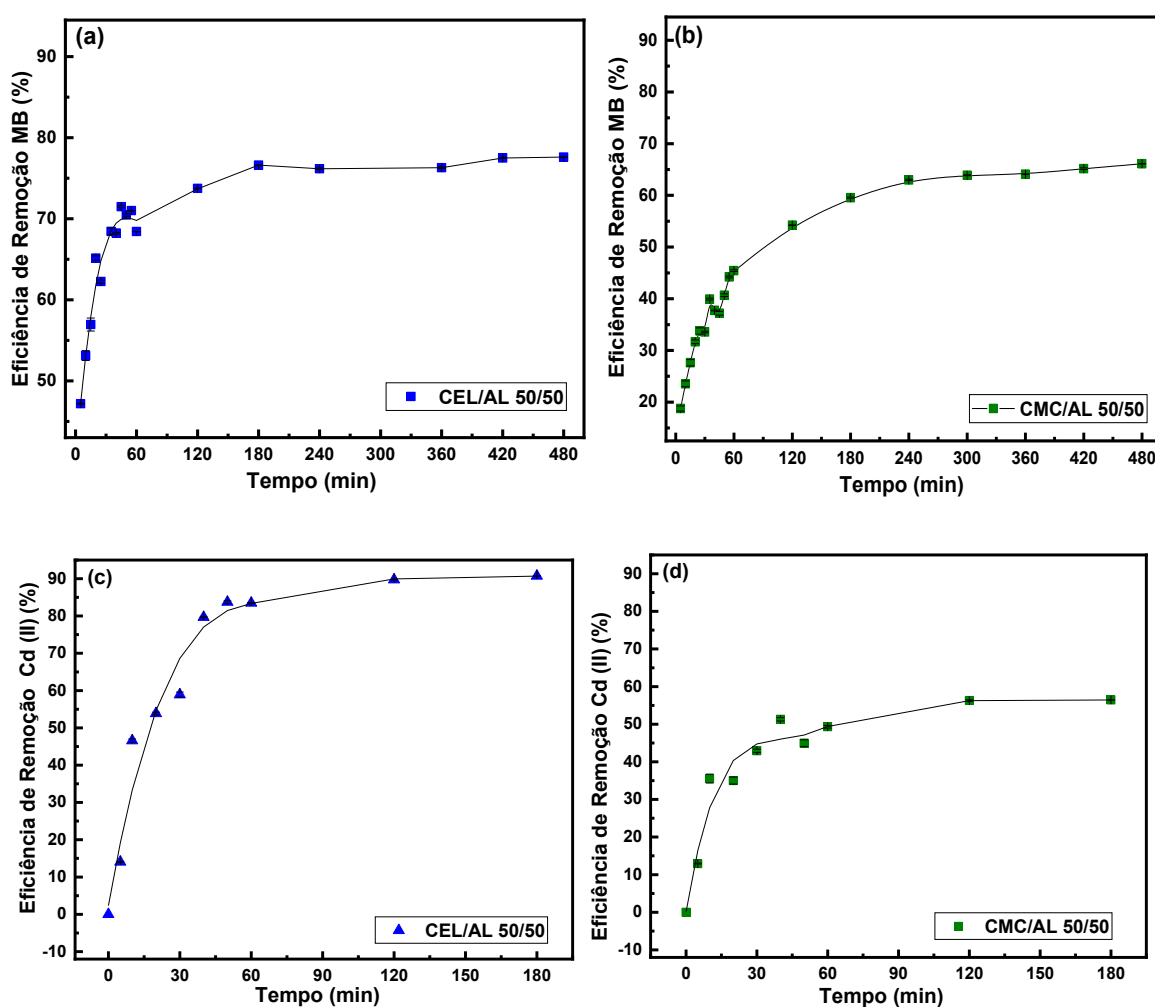 (a)
Eficiência de Remoção MB (%)
90
80
70
60
50
CEL/AL 50/50
0 60 120 180 240 300 360 420 480
Tempo (min)
(b)
Eficiência de Remoção MB (%)
90
80
70
60
50
40
30
20
CMC/AL 50/50
0 60 120 180 240 300 360 420 480
Tempo (min)
(c)
Eficiência de Remoção Cd (II) (%)
90
80
70
60
50
40
30
20
10
0
-10
CEL/AL 50/50
0 30 60 90 120 150 180
Tempo (min)
(d)
Eficiência de Remoção Cd (II) (%)
90
80
70
60
50
40
30
20
10
0
-10
CMC/AL 50/50
0 30 60 90 120 150 180
Tempo (min)